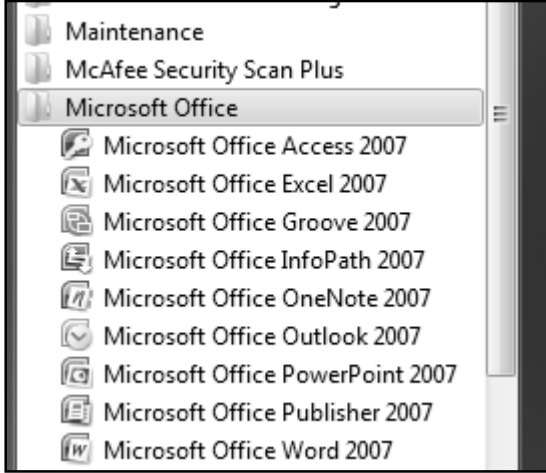 Maintenance
McAfee Security Scan Plus
Microsoft Office
Microsoft Office Access 2007
Microsoft Office Excel 2007
Microsoft Office Groove 2007
Microsoft Office InfoPath 2007
Microsoft Office OneNote 2007
Microsoft Office Outlook 2007
Microsoft Office PowerPoint 2007
Microsoft Office Publisher 2007
Microsoft Office Word 2007